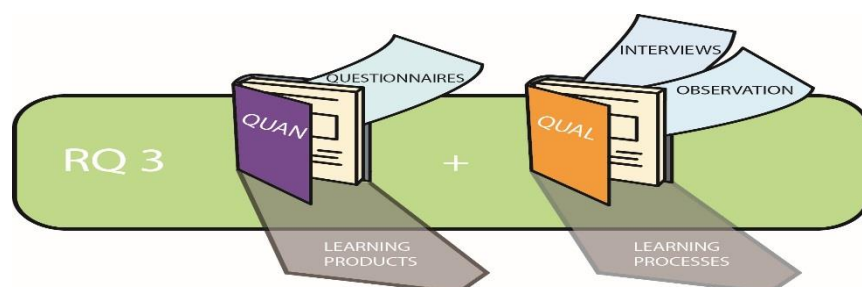 INTERVIEWS
QUESTIONNAIRES
OBSERVATION
QUAN
QUAL
RQ 3
+
LEARNING
PRODUCTS
LEARNING
PROCESSES